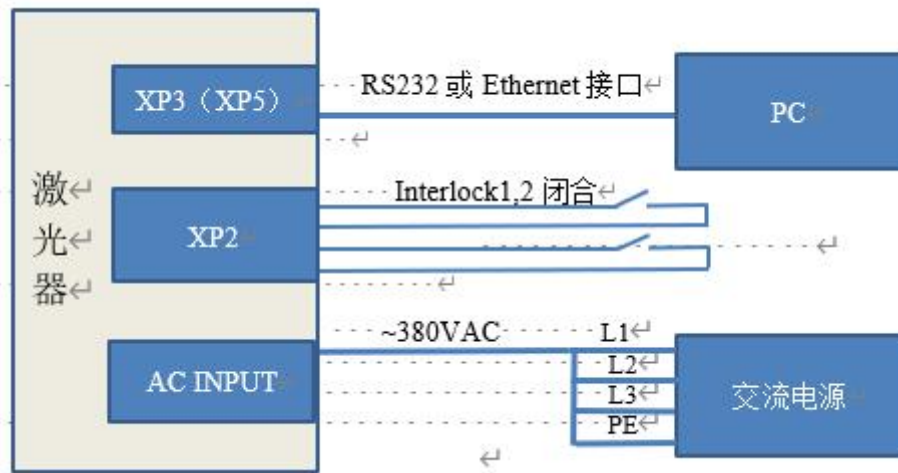 XP3（XP5）
RS232 或 Ethernet 接口
PC
激光器
XP2
Interlock1,2 闭合
AC INPUT
~380VAC
L1
L2
L3
PE
交流电源